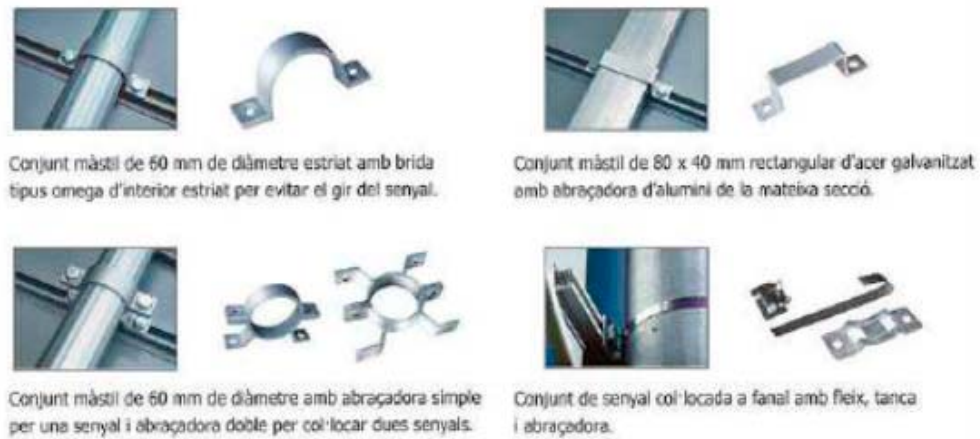 Conjunt màstil de 60 mm de diàmetre estriat amb brida
tipus omega d'interior estriat per evitar el gir del senyal.
Conjunt màstil de 80 x 40 mm rectangular d'acer galvanitzat
amb abraçadora d'alumini de la mateixa secció.
Conjunt màstil de 60 mm de diàmetre amb abraçadora simple
per una senyal i abraçadora doble per col·locar dues senyals.
Conjunt de senyal col·locada a fanal amb fleix, tanca
i abraçadora.